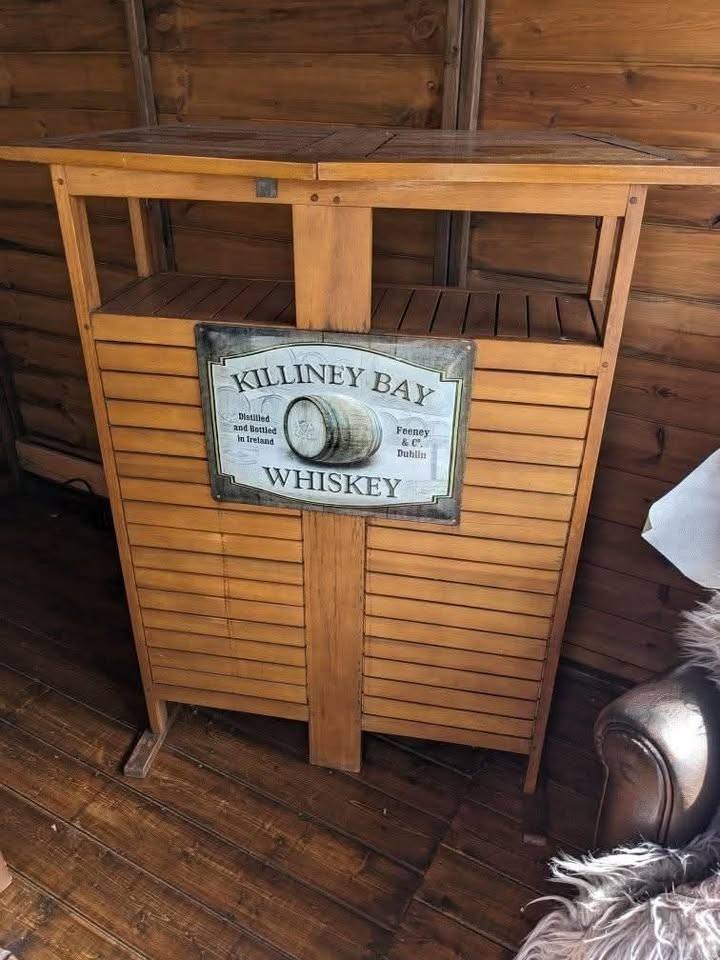 KILLINEY BAY
Distilled
and Bottled
in Ireland
Feeney
& Cº.
Dublin
WHISKEY